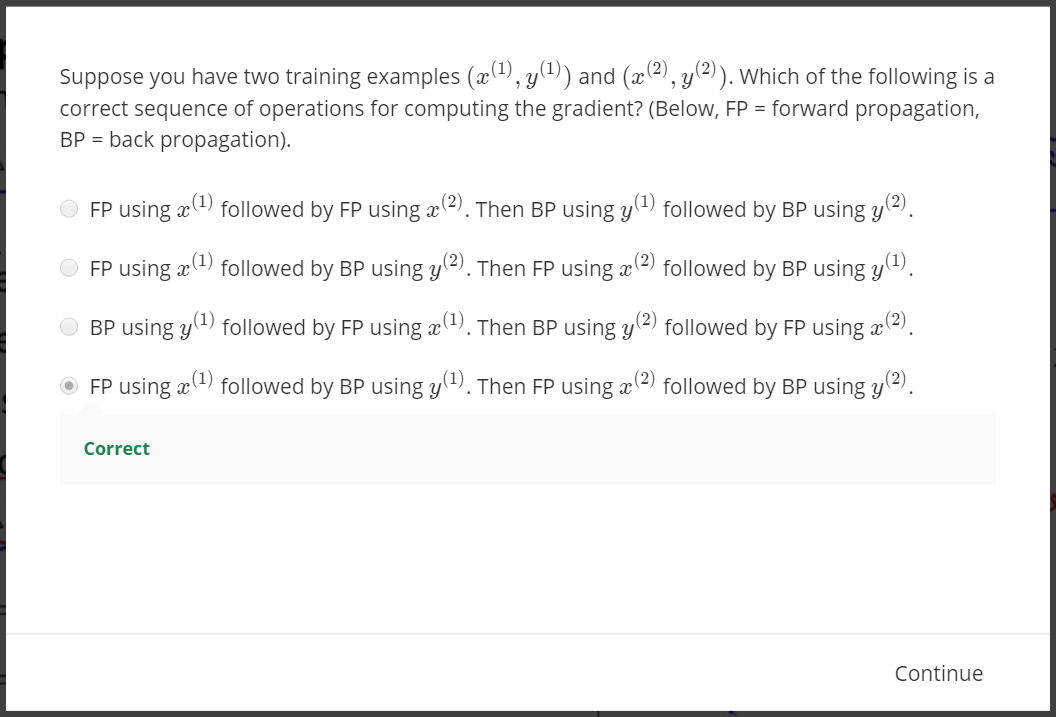 Suppose you have two training examples (x⁽¹⁾, y⁽¹⁾) and (x⁽²⁾, y⁽²⁾). Which of the following is a
correct sequence of operations for computing the gradient? (Below, FP = forward propagation,
BP = back propagation).
FP using x⁽¹⁾ followed by FP using x⁽²⁾. Then BP using y⁽¹⁾ followed by BP using y⁽²⁾.
FP using x⁽¹⁾ followed by BP using y⁽²⁾. Then FP using x⁽²⁾ followed by BP using y⁽¹⁾.
BP using y⁽¹⁾ followed by FP using x⁽¹⁾. Then BP using y⁽²⁾ followed by FP using x⁽²⁾.
FP using x⁽¹⁾ followed by BP using y⁽¹⁾. Then FP using x⁽²⁾ followed by BP using y⁽²⁾.
Correct
Continue